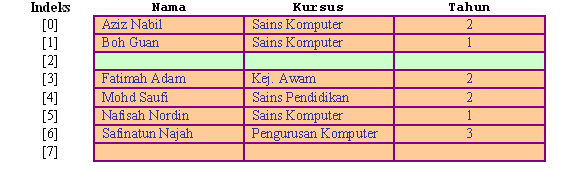 Indeks Nama Kursus Tahun
[0] Aziz Nabil Sains Komputer 2
[1] Boh Guan Sains Komputer 1
[2]
[3] Fatimah Adam Kej. Awam 2
[4] Mohd Saufi Sains Pendidikan 2
[5] Nafisah Nordin Sains Komputer 1
[6] Safinatun Najah Pengurusan Komputer 3
[7]